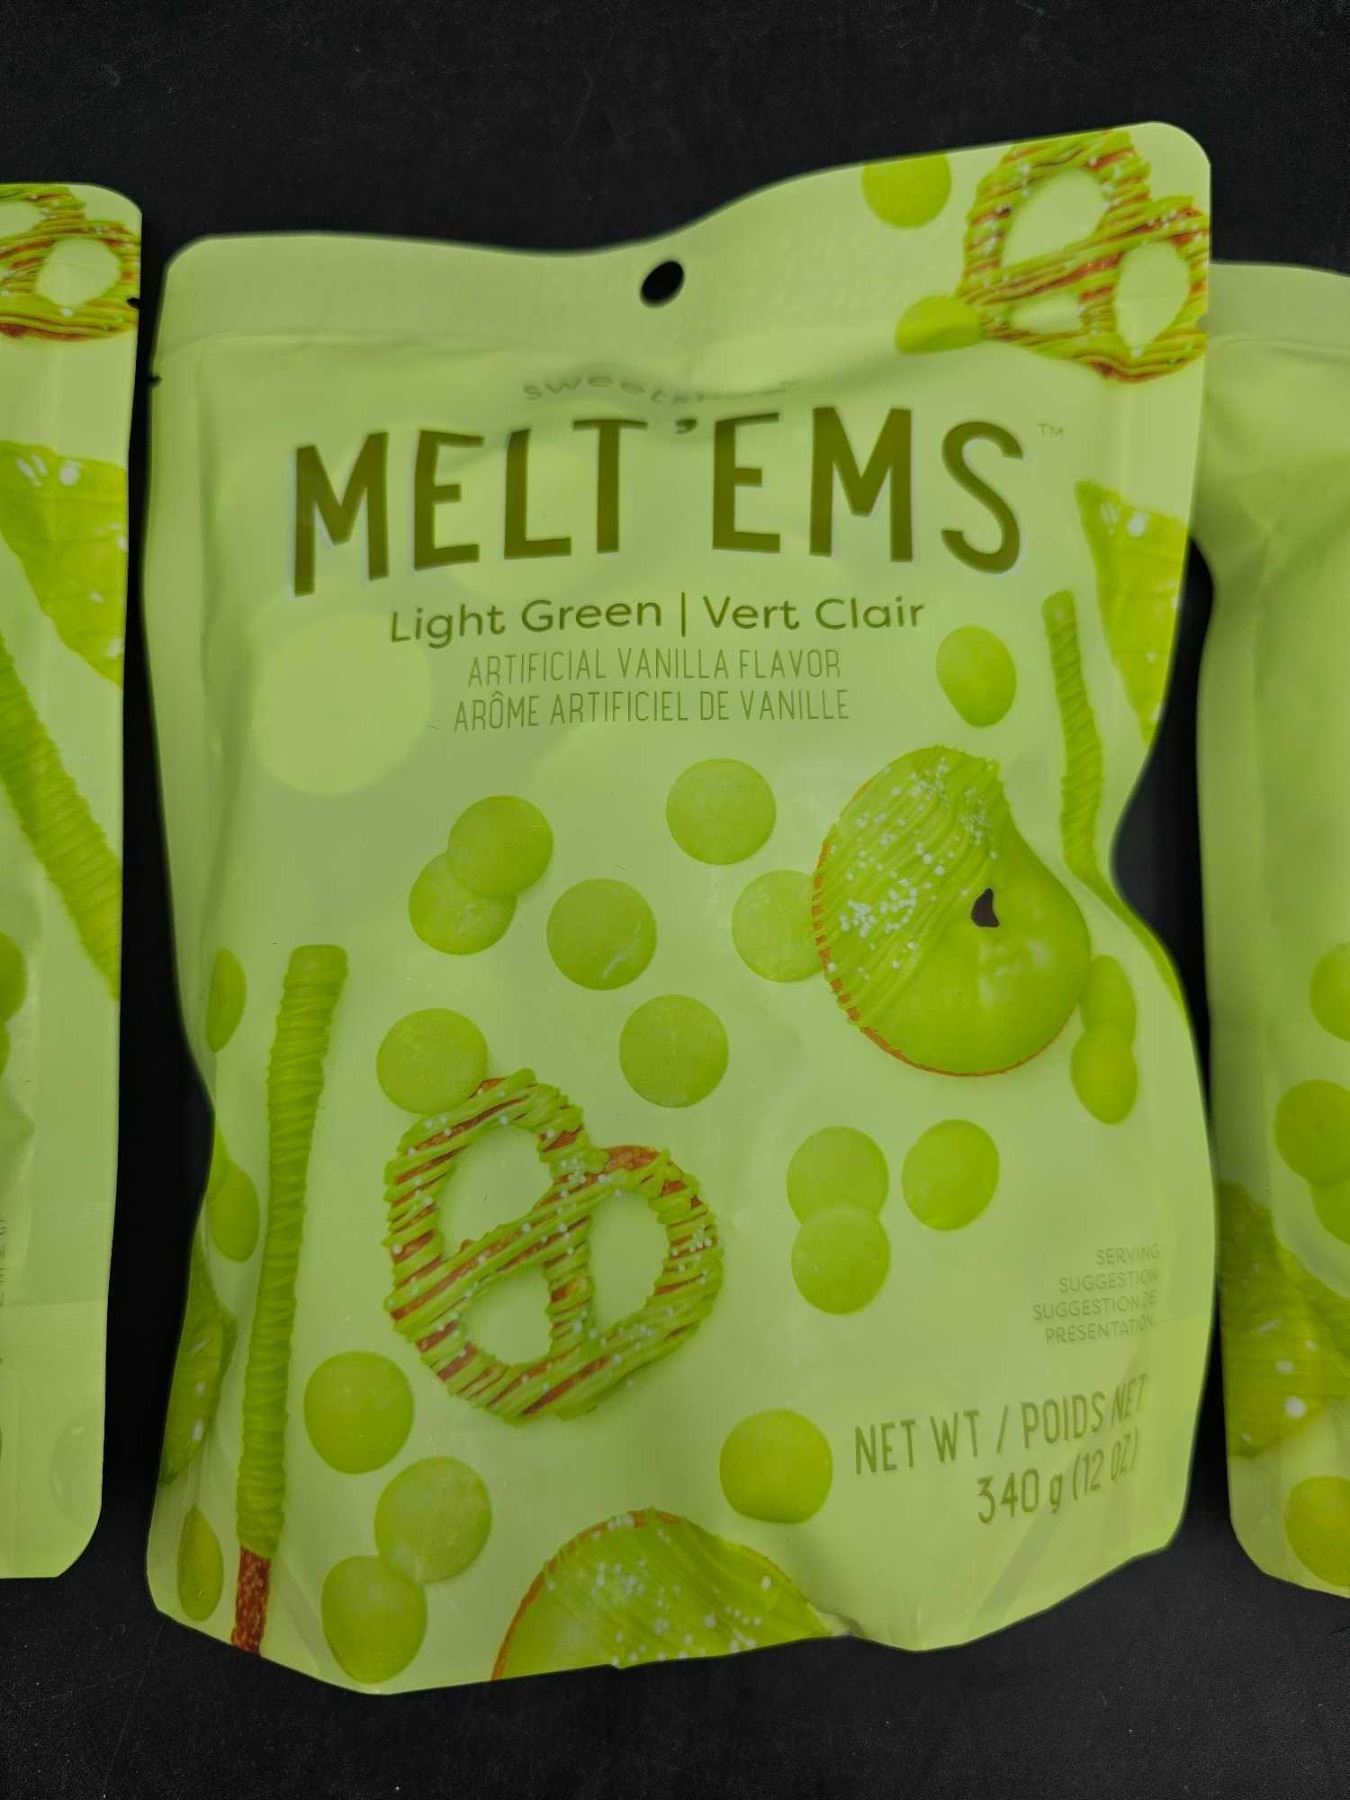 MELT'EMS™
Light Green | Vert Clair
ARTIFICIAL VANILLA FLAVOR
ARÔME ARTIFICIEL DE VANILLE
SERVING
SUGGESTION
SUGGESTION DE
PRÉSENTATION
NET WT / POIDS NET
340 g (12 OZ)